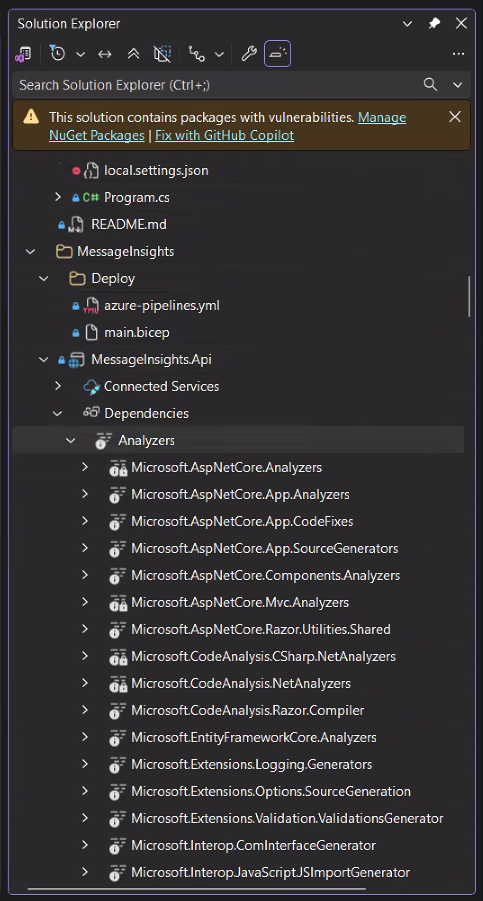 Solution Explorer
Search Solution Explorer (Ctrl+;)
This solution contains packages with vulnerabilities. Manage
NuGet Packages | Fix with GitHub Copilot
local.settings.json
C# Program.cs
README.md
MessageInsights
Deploy
YML azure-pipelines.yml
main.bicep
MessageInsights.Api
Connected Services
Dependencies
Analyzers
Microsoft.AspNetCore.Analyzers
Microsoft.AspNetCore.App.Analyzers
Microsoft.AspNetCore.App.CodeFixes
Microsoft.AspNetCore.App.SourceGenerators
Microsoft.AspNetCore.Components.Analyzers
Microsoft.AspNetCore.Mvc.Analyzers
Microsoft.AspNetCore.Razor.Utilities.Shared
Microsoft.CodeAnalysis.CSharp.NetAnalyzers
Microsoft.CodeAnalysis.NetAnalyzers
Microsoft.CodeAnalysis.Razor.Compiler
Microsoft.EntityFrameworkCore.Analyzers
Microsoft.Extensions.Logging.Generators
Microsoft.Extensions.Options.SourceGeneration
Microsoft.Extensions.Validation.ValidationsGenerator
Microsoft.Interop.ComInterfaceGenerator
Microsoft.InteropJavaScriptJSImportGenerator